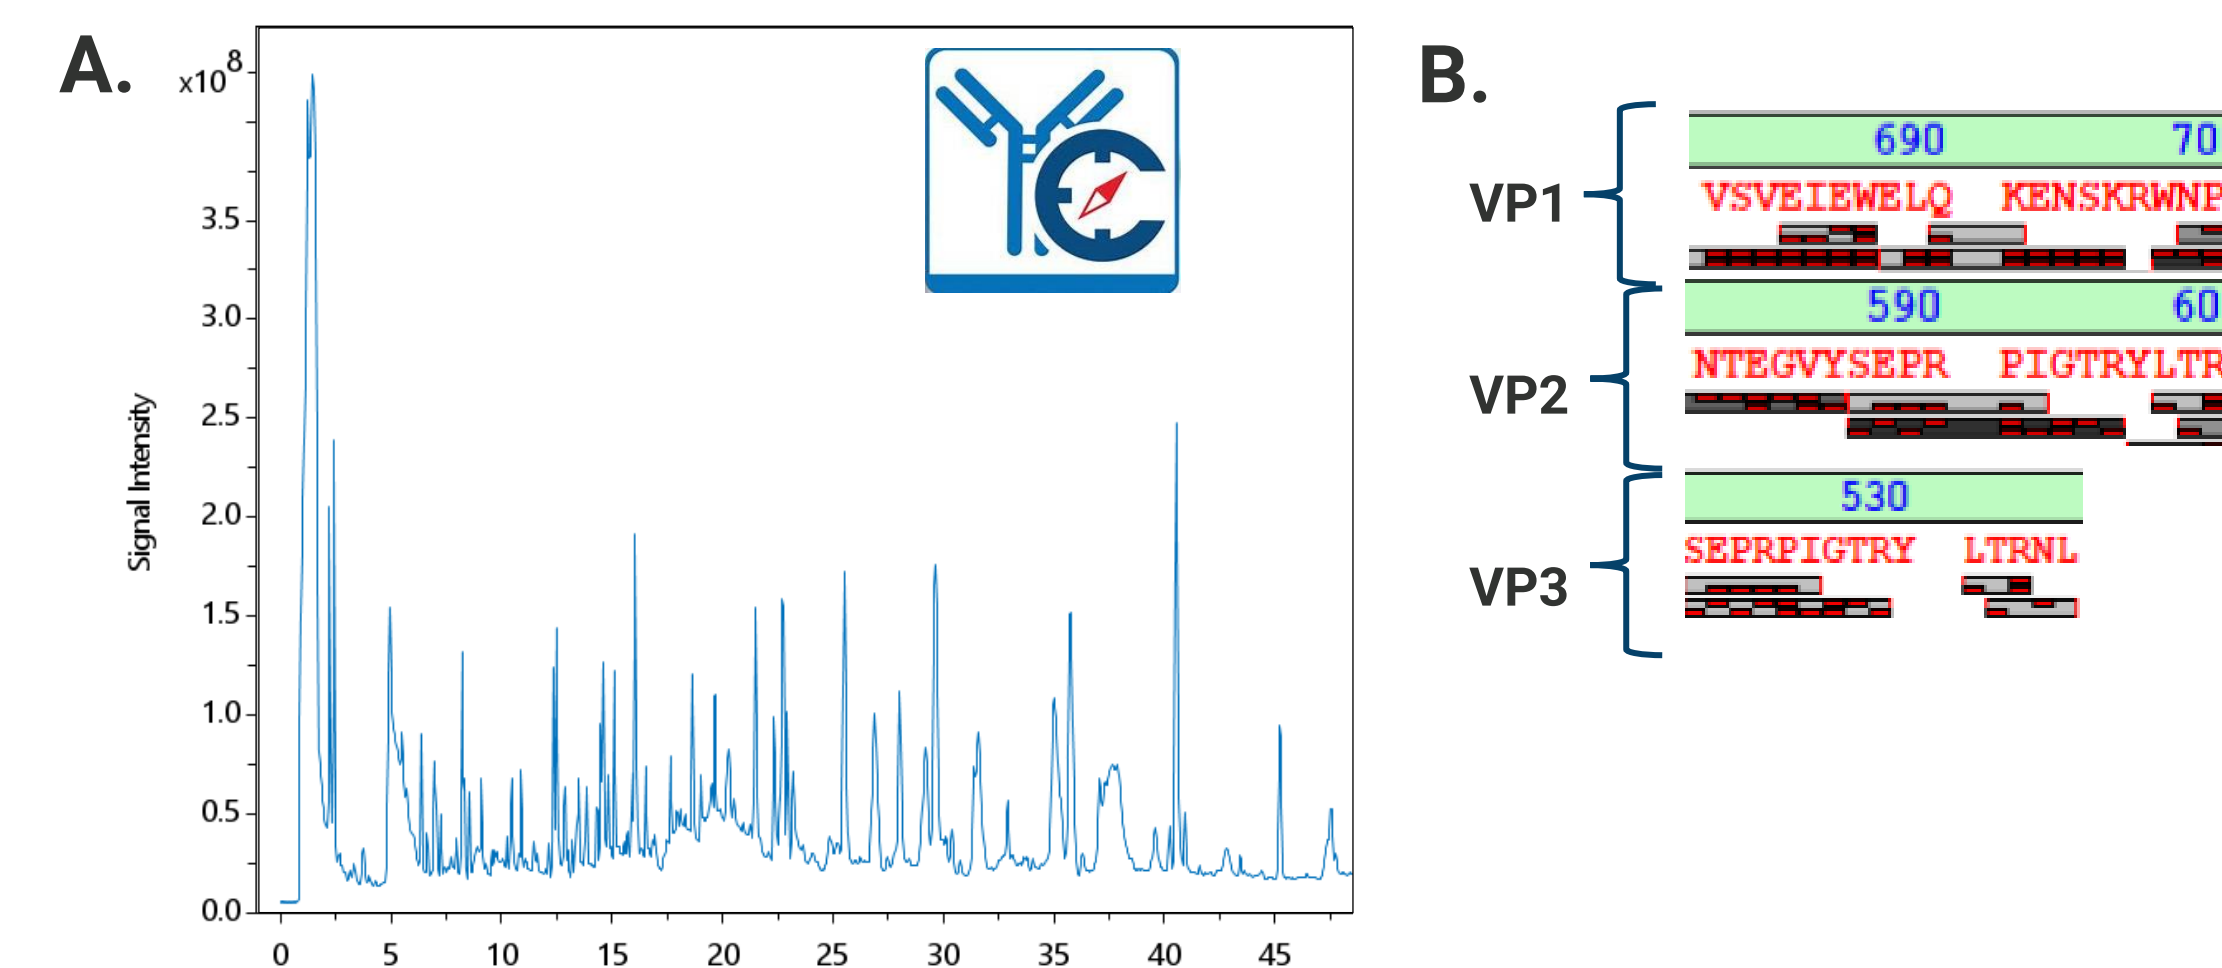 A.
x10 8
3.5
3.0
2.5
2.0
1.5
1.0
0.5
0.0
Signal Intensity
0 5 10 15 20 25 30 35 40 45
B.
VP1
690 70
VSVEIEWELQ KENSKRWNP
VP2
590 60
NTEGVYSEPR PIGTRYLTR
VP3
530
SEPRPIGTRY LTRNL